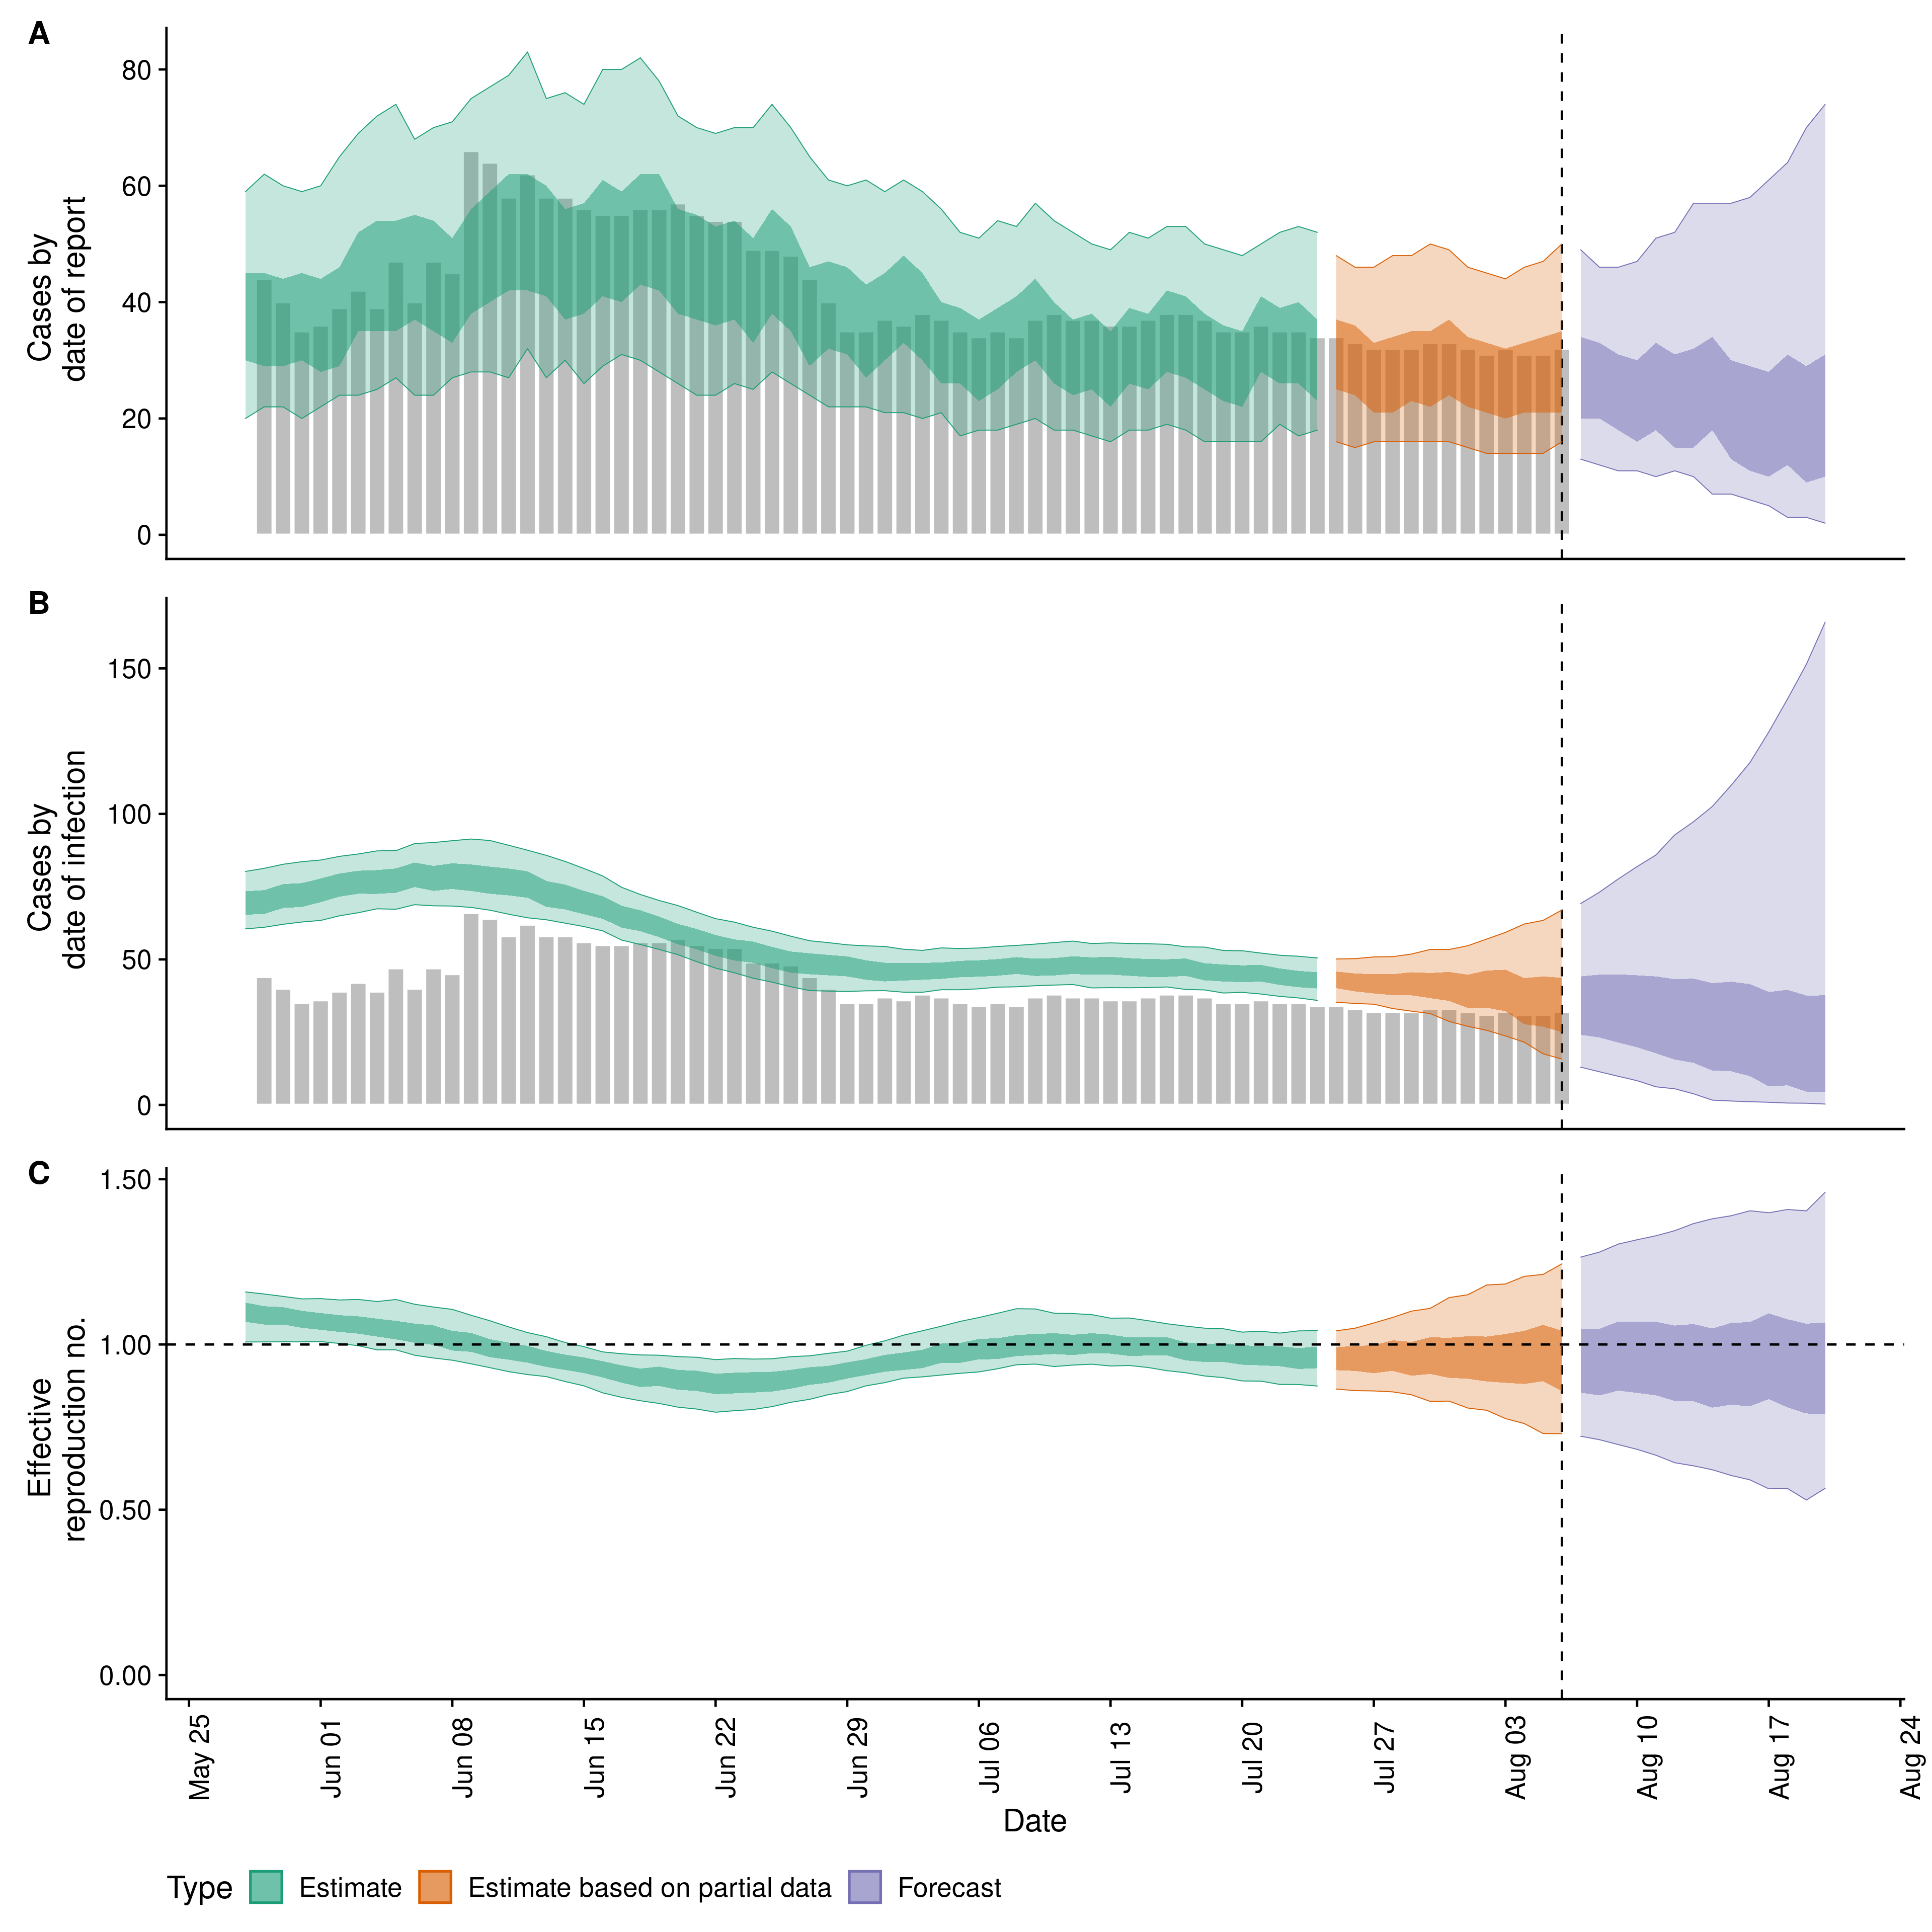 A
80
60
40
20
0
Cases by
date of report
B
150
100
50
0
Cases by
date of infection
C
1.50
1.00
0.50
0.00
Effective
reproduction no.
May 25
Jun 01
Jun 08
Jun 15
Jun 22
Jun 29
Jul 06
Jul 13
Jul 20
Jul 27
Aug 03
Aug 10
Aug 17
Aug 24
Date
Type Estimate Estimate based on partial data Forecast